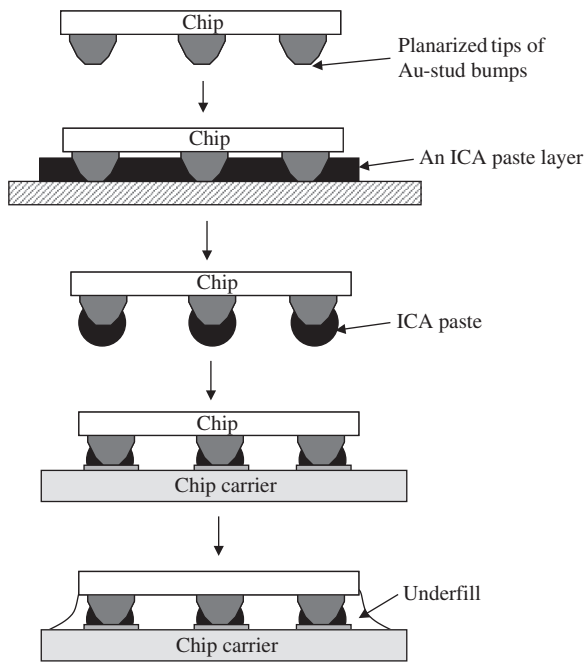 Chip
Planarized tips of
Au-stud bumps
Chip
An ICA paste layer
Chip
ICA paste
Chip
Chip carrier
Underfill
Chip carrier